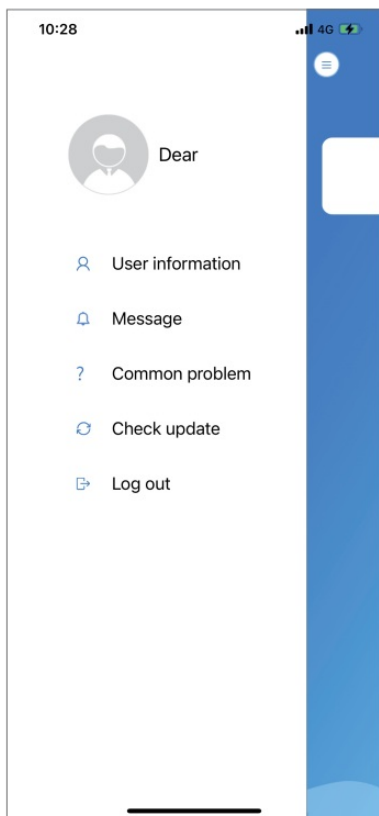 10:28
4G
Dear
User information
Message
? Common problem
Check update
Log out